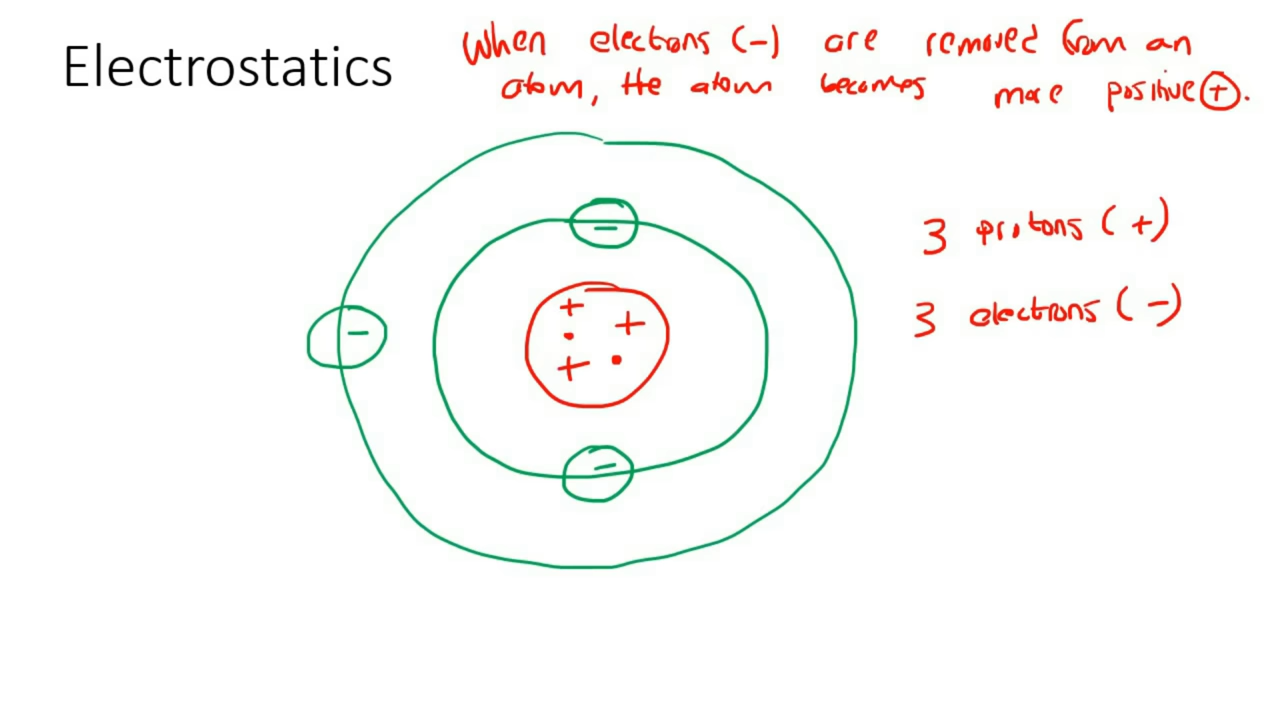 Electrostatics
When electrons (-) are removed from an
atom, the atom becomes more positive (+).
3 protons (+)
3 electrons (-)
-
+
+
-
+
-